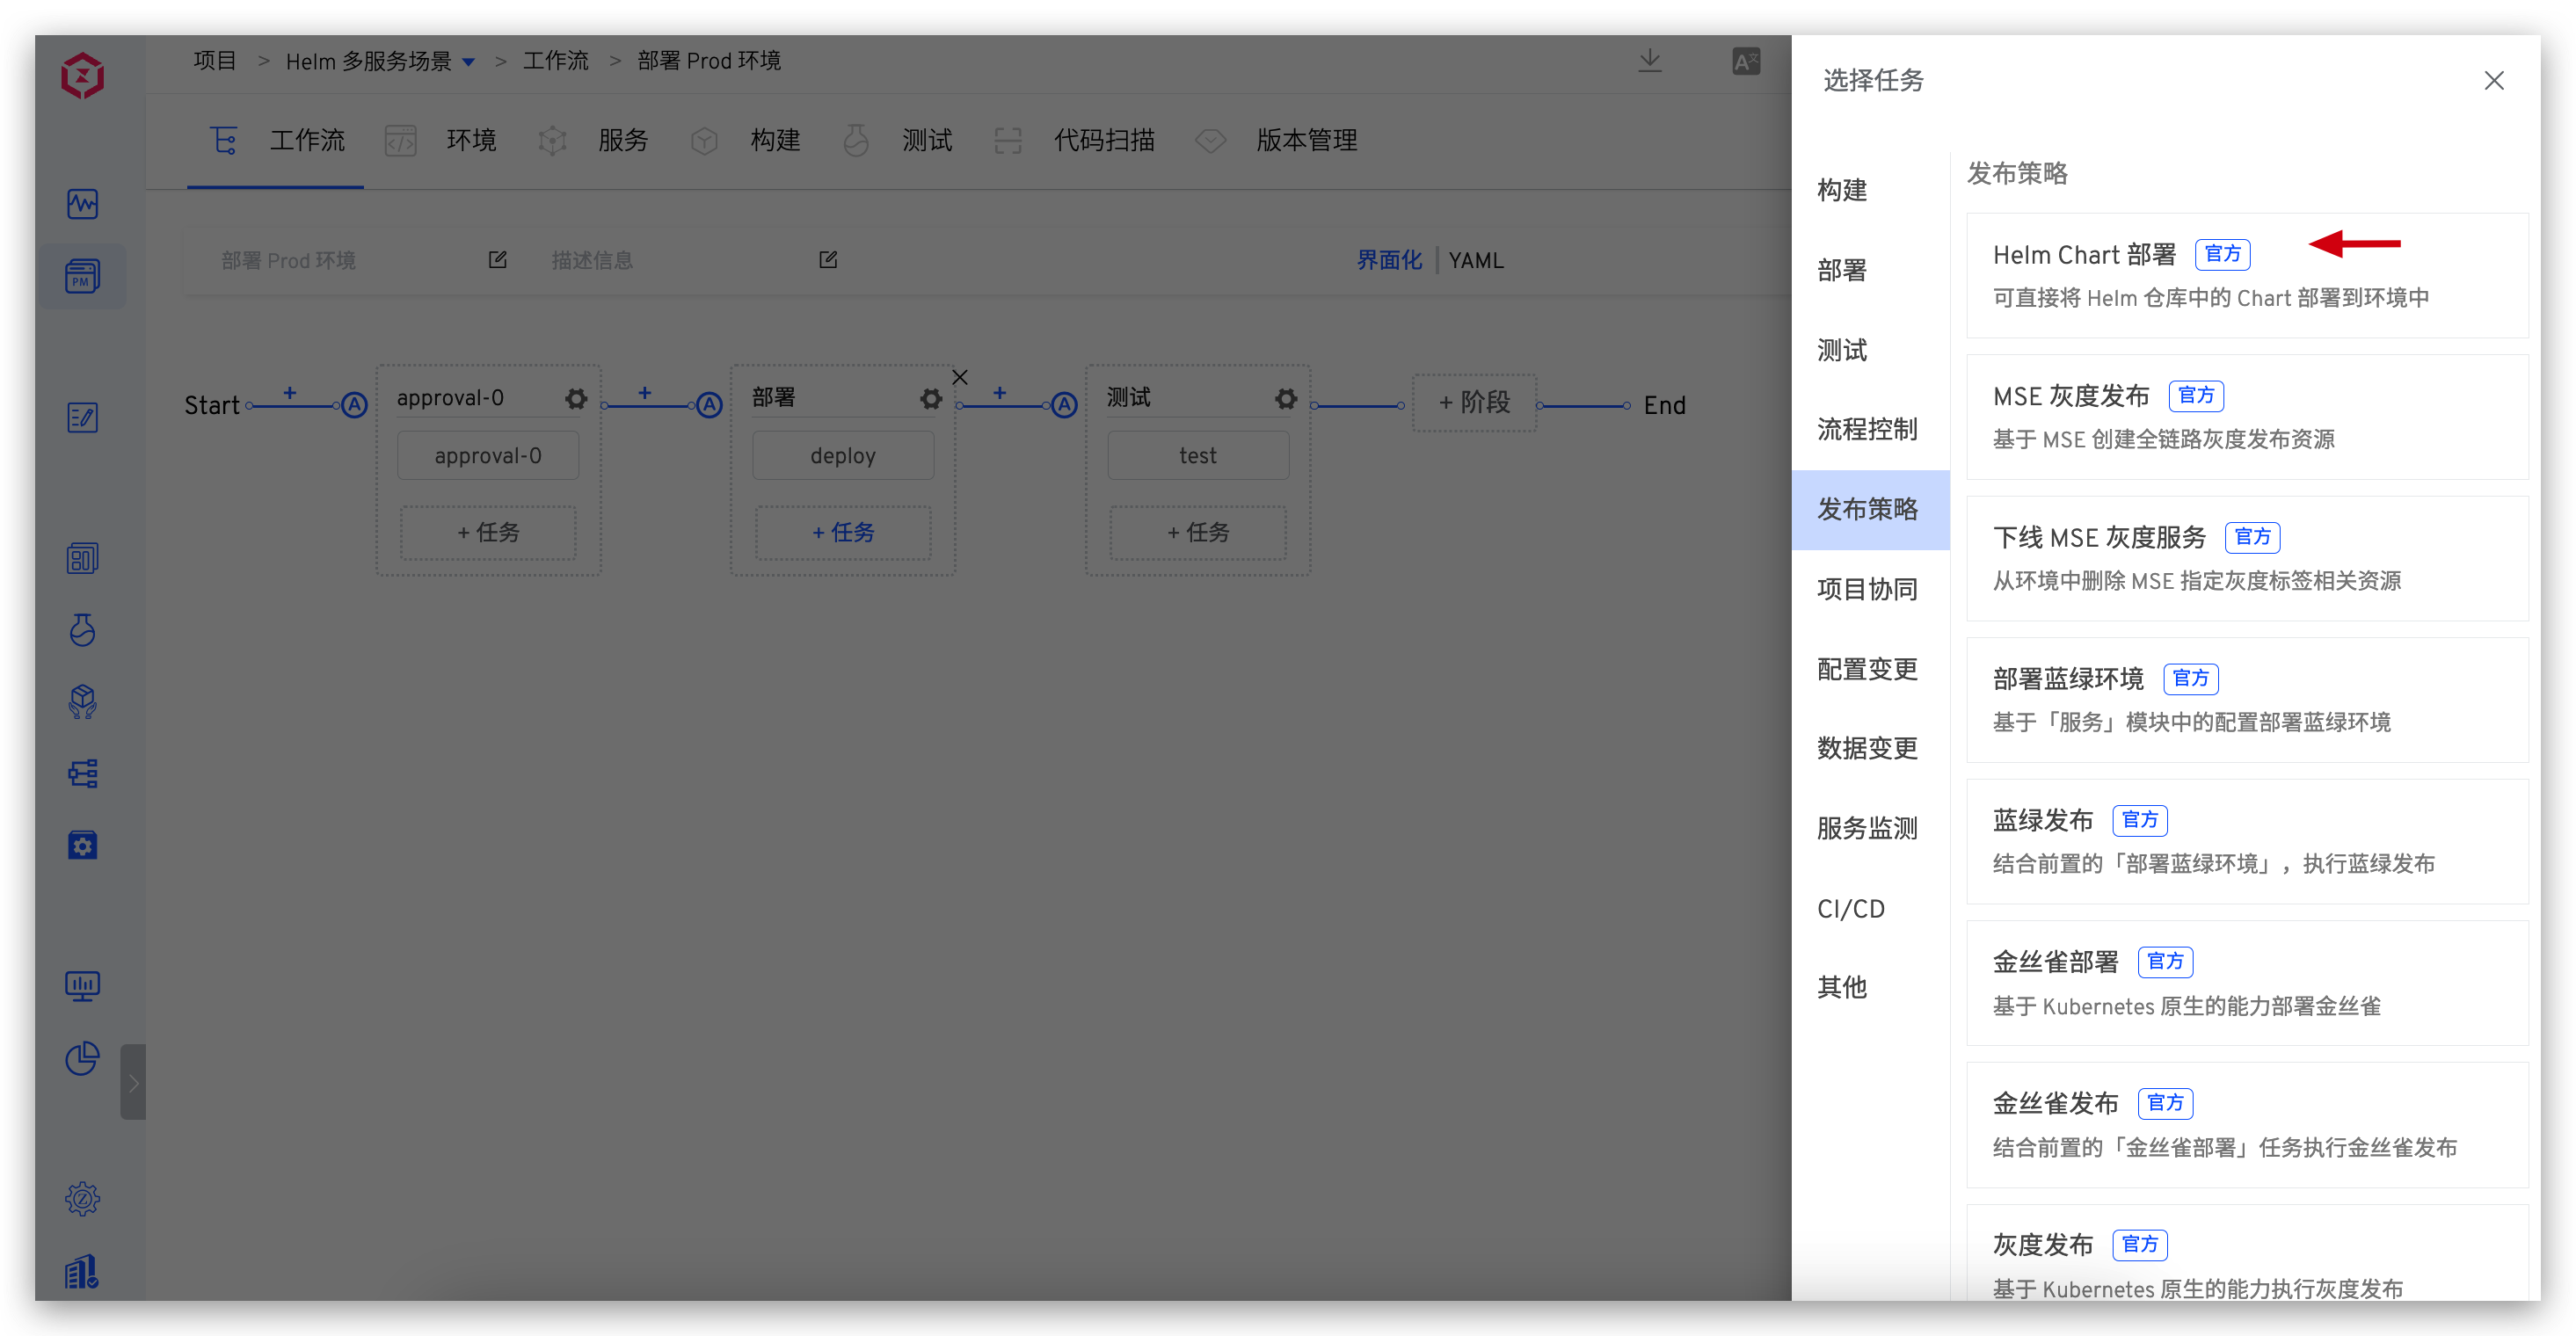 项目 > Helm 多服务场景 > 工作流 > 部署 Prod 环境
工作流 环境 服务 构建 测试 代码扫描 版本管理
部署 Prod 环境 描述信息 界面化 YAML
Start
+
A
approval-0
approval-0
+ 任务
+
A
部署
deploy
+ 任务
+
A
测试
test
+ 任务
+ 阶段
End
PM
选择任务
构建
部署
测试
流程控制
发布策略
项目协同
配置变更
数据变更
服务监测
CI/CD
其他
发布策略
Helm Chart 部署 官方
可直接将 Helm 仓库中的 Chart 部署到环境中
MSE 灰度发布 官方
基于 MSE 创建全链路灰度发布资源
下线 MSE 灰度服务 官方
从环境中删除 MSE 指定灰度标签相关资源
部署蓝绿环境 官方
基于「服务」模块中的配置部署蓝绿环境
蓝绿发布 官方
结合前置的「部署蓝绿环境」，执行蓝绿发布
金丝雀部署 官方
基于 Kubernetes 原生的能力部署金丝雀
金丝雀发布 官方
结合前置的「金丝雀部署」任务执行金丝雀发布
灰度发布 官方
基于 Kubernetes 原生的能力执行灰度发布